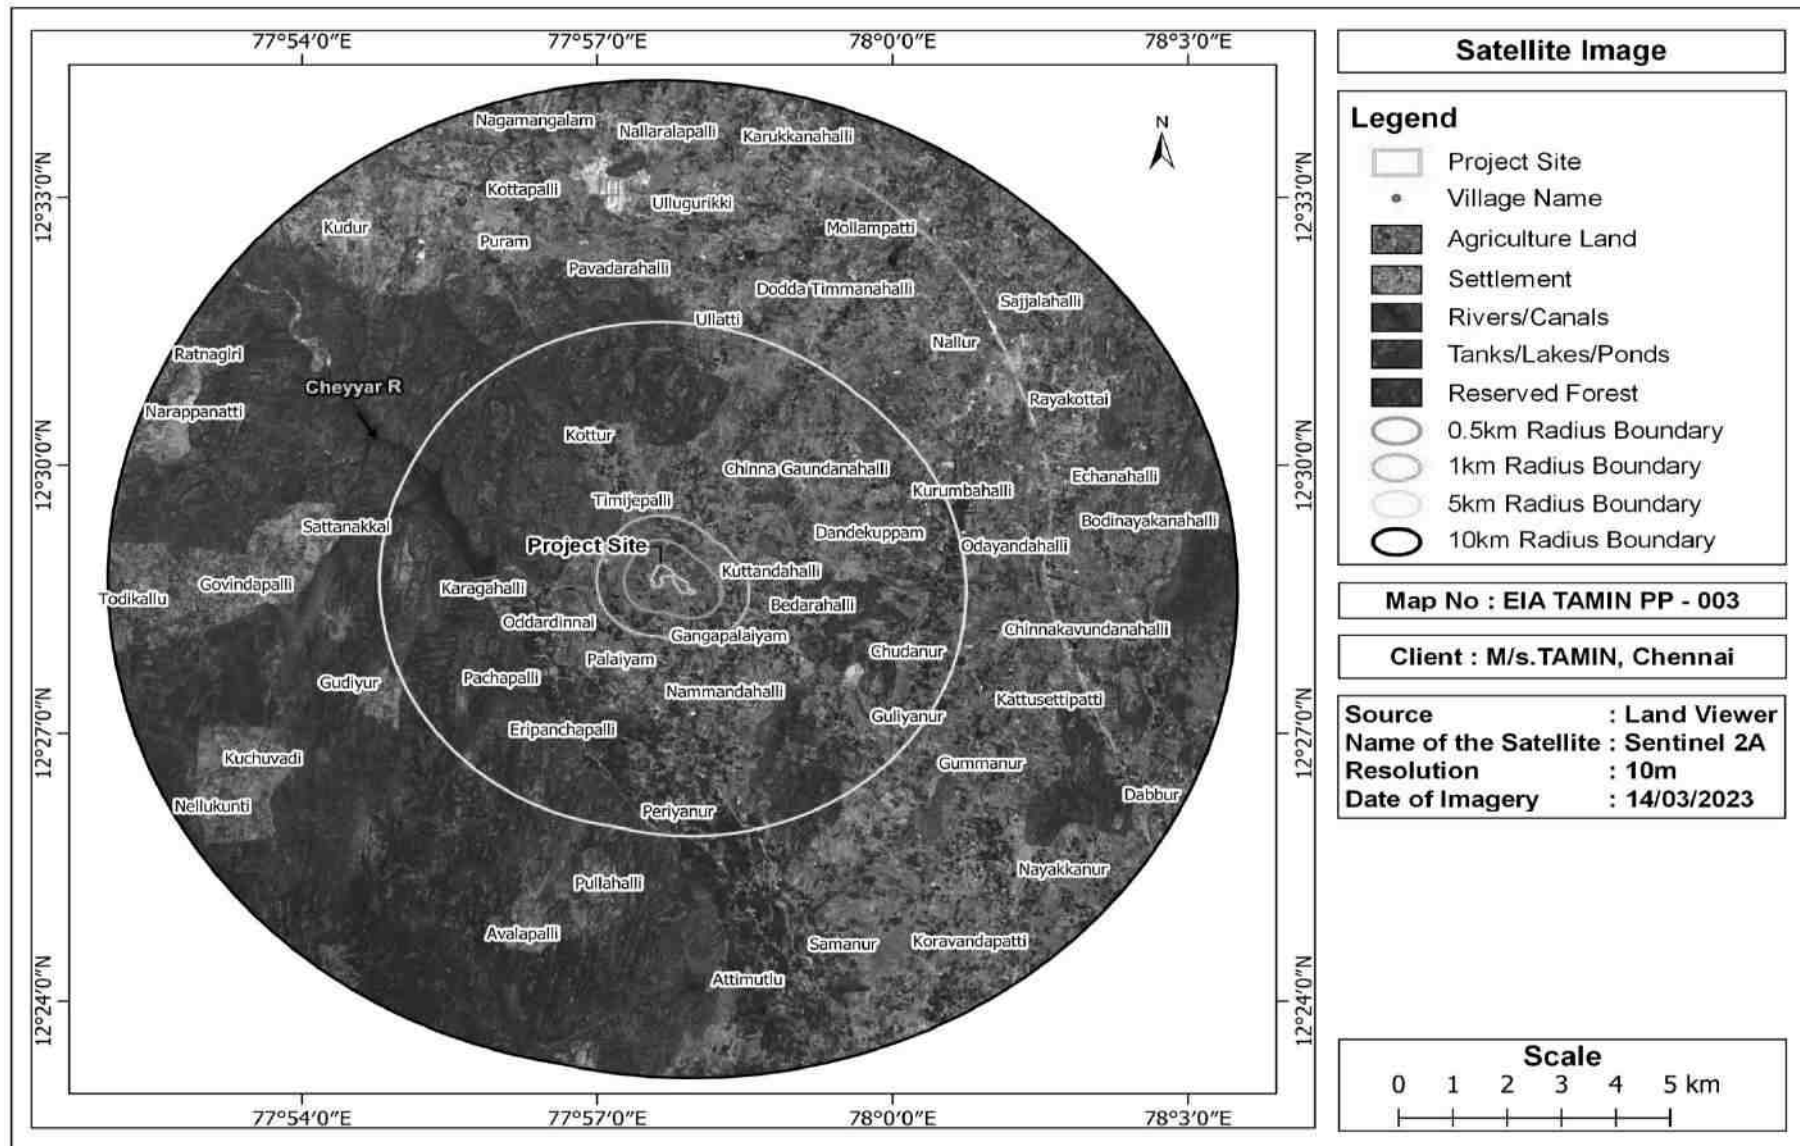 77°54'0"E 77°57'0"E 78°0'0"E 78°3'0"E
12°33'0"N
12°30'0"N
12°27'0"N
12°24'0"N
N
Nagamangalam
Nallaralapalli
Karukkanahalli
Kottapalli
Ullugurikki
Kudur
Puram
Mollampatti
Pavadarahalli
Dodda Timmanahalli
Sajjalahalli
Ullatti
Nallur
Ratnagiri
Cheyyar R
Rayakottai
Narappanatti
Kottur
Chinna Gaundanahalli
Echanahalli
Kurumbahalli
Timijepalli
Sattanakkal
Bodinayakanahalli
Dandekuppam
Project Site
Odayandahalli
Kuttandahalli
Govindapalli
Karagahalli
Todikallu
Bedarahalli
Oddardinnai
Chinnakavundanahalli
Gangapalaiyam
Chudanur
Palaiyam
Pachapalli
Gudiyur
Nammandahalli
Kattusettipatti
Guliyanur
Eripanchapalli
Kuchuvadi
Gummanur
Dabbur
Nellukunti
Periyanur
Nayakkanur
Pullahalli
Avalapalli
Samanur
Koravandapatti
Attimutlu
12°33'0"N
12°30'0"N
12°27'0"N
12°24'0"N
77°54'0"E 77°57'0"E 78°0'0"E 78°3'0"E
Satellite Image
Legend
Project Site
Village Name
Agriculture Land
Settlement
Rivers/Canals
Tanks/Lakes/Ponds
Reserved Forest
0.5km Radius Boundary
1km Radius Boundary
5km Radius Boundary
10km Radius Boundary
Map No : EIA TAMIN PP - 003
Client : M/s.TAMIN, Chennai
Source : Land Viewer
Name of the Satellite : Sentinel 2A
Resolution : 10m
Date of Imagery : 14/03/2023
Scale
0 1 2 3 4 5 km